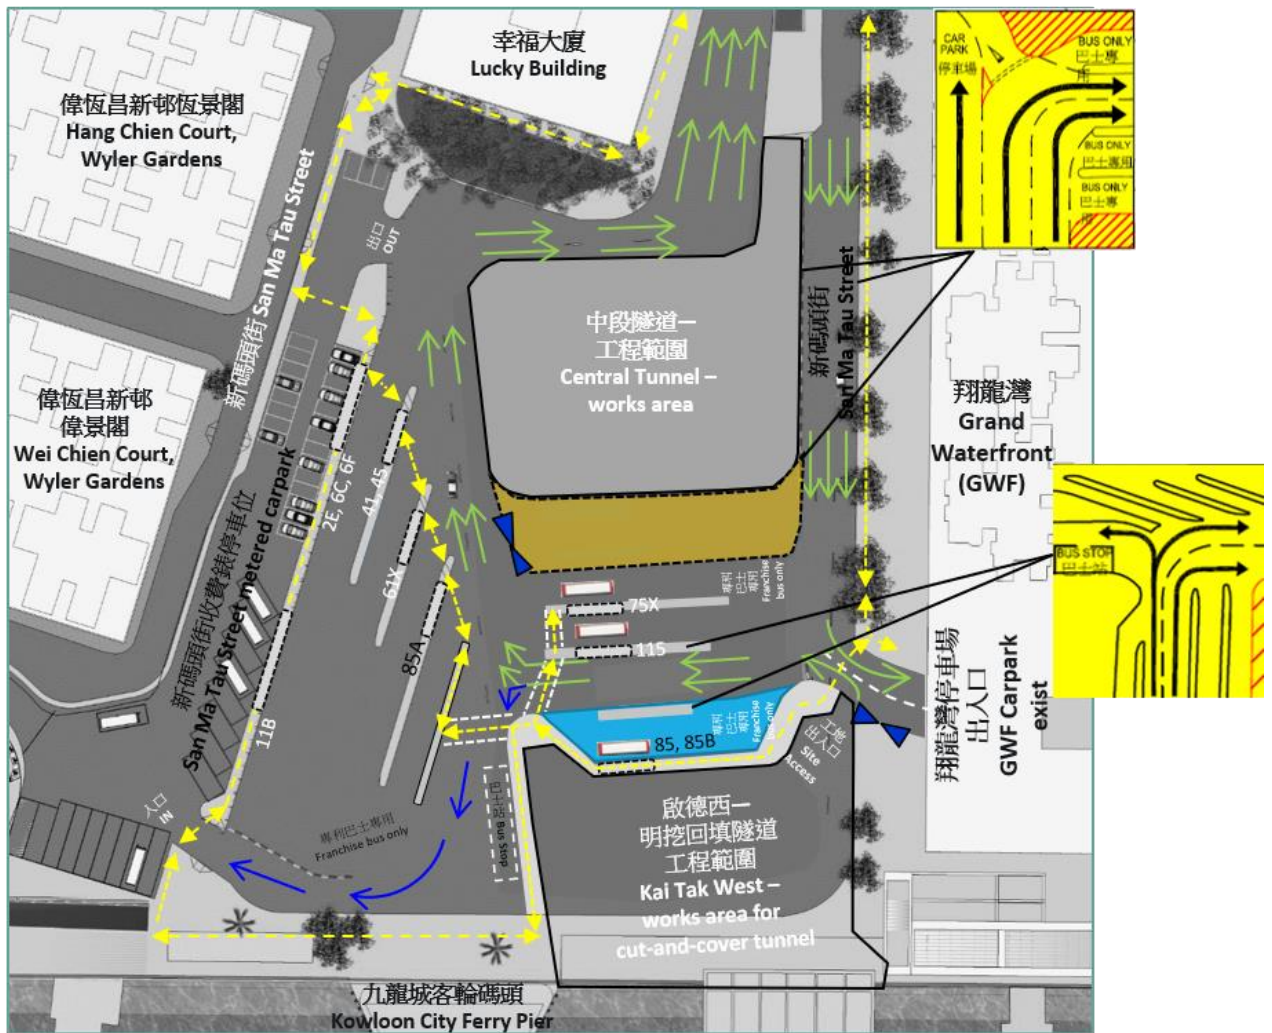 幸福大廈
Lucky Building
偉恆昌新邨恆景閣
Hang Chien Court,
Wyler Gardens
新碼頭街 San Ma Tau Street
出口
OUT
CAR
PARK
停車場
BUS ONLY
巴士專
用
BUS ONLY
巴士專用
BUS ONLY
巴士專
用
中段隧道—
工程範圍
Central Tunnel –
works area
新碼頭街
San Ma Tau Street
翔龍灣
Grand
Waterfront
(GWF)
偉恆昌新邨
偉景閣
Wei Chien Court,
Wyler Gardens
2E, 6C, 6F
41, 45
61X
85A
新碼頭街收費錶停車位
San Ma Tau Street metered carpark
11B
BUS STOP
巴士站
專利
巴士
專用
Franchise
bus only
75X
115
專利
巴士
專用
Franchise
bus only
85, 85B
工地
出入口
Site
Access
翔龍灣停車場
出入口
GWF Carpark
exist
入口
IN
專利巴士專用
Franchise bus only
巴士站 Bus Stop
啟德西—
明挖回填隧道
工程範圍
Kai Tak West –
works area for
cut-and-cover tunnel
九龍城客輪碼頭
Kowloon City Ferry Pier